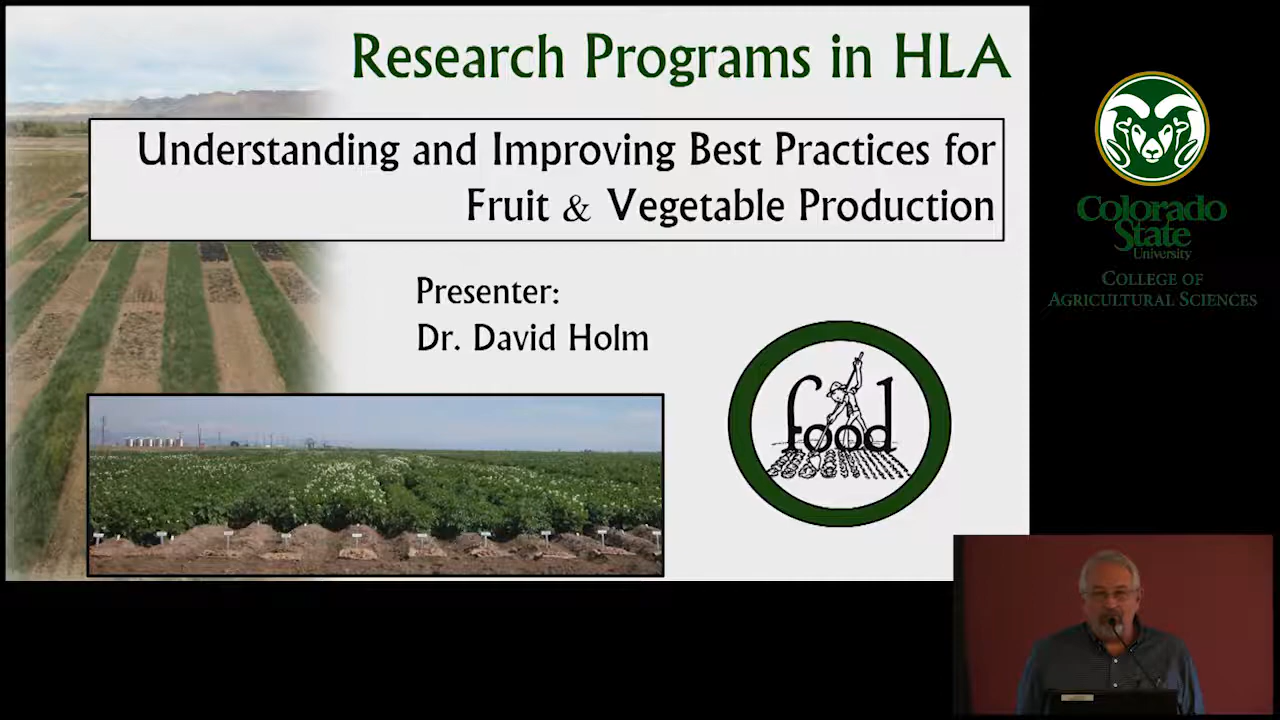 Research Programs in HLA
Understanding and Improving Best Practices for
Fruit & Vegetable Production
Presenter:
Dr. David Holm
food
Colorado
State
University
COLLEGE OF
AGRICULTURAL SCIENCES